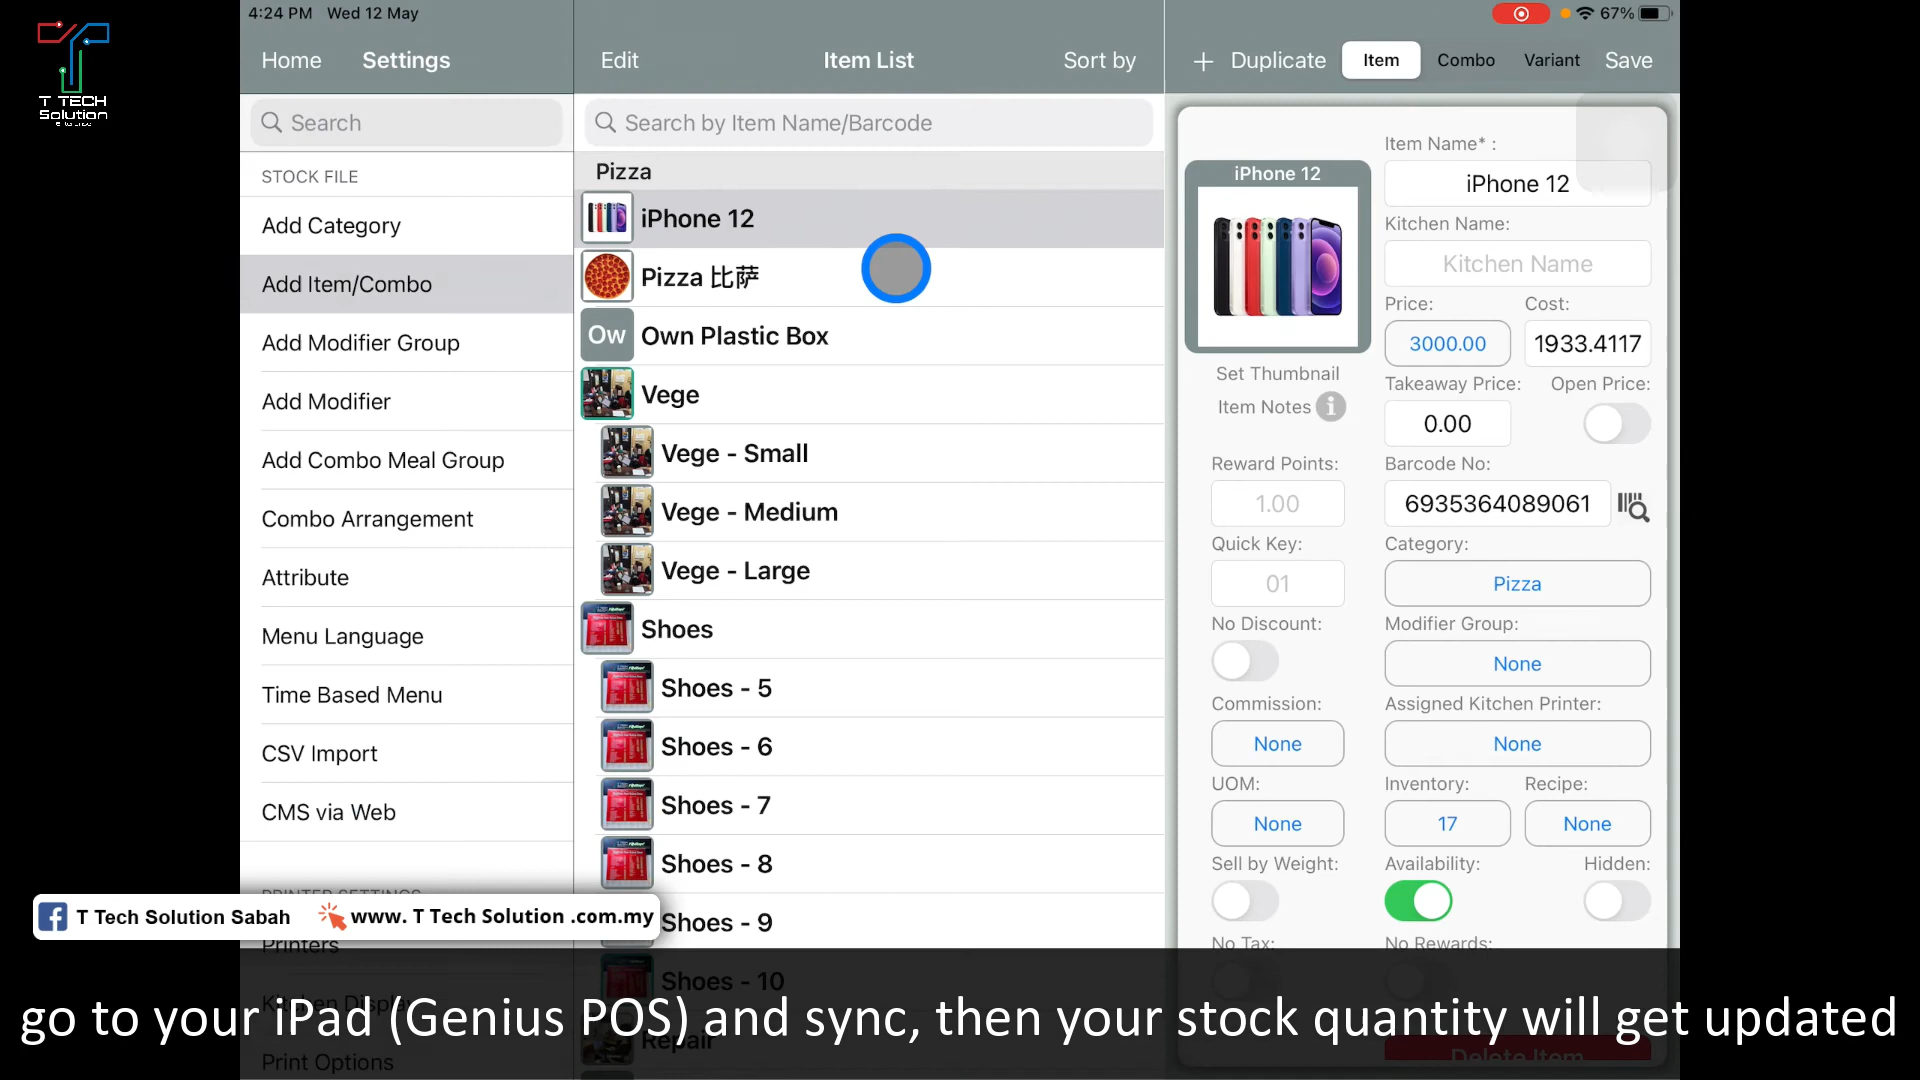 T TECH
Solution
4:24 PM Wed 12 May
67%
Home
Settings
Search
STOCK FILE
Add Category
Add Item/Combo
Add Modifier Group
Add Modifier
Add Combo Meal Group
Combo Arrangement
Attribute
Menu Language
Time Based Menu
CSV Import
CMS via Web
PRINTER SETTINGS
Printers
Kitchen Display
Print Options
Edit
Item List
Sort by
Search by Item Name/Barcode
Pizza
iPhone 12
Pizza 比萨
Ow Own Plastic Box
Vege
Vege - Small
Vege - Medium
Vege - Large
Shoes
Shoes - 5
Shoes - 6
Shoes - 7
Shoes - 8
Shoes - 9
Shoes - 10
Repair
+ Duplicate
Item
Combo
Variant
Save
iPhone 12
Set Thumbnail
Item Notes i
Item Name* :
iPhone 12
Kitchen Name:
Kitchen Name
Price: Cost:
3000.00 1933.4117
Takeaway Price: Open Price:
0.00
Reward Points: Barcode No:
1.00 6935364089061
Quick Key: Category:
01 Pizza
No Discount: Modifier Group:
None
Commission: Assigned Kitchen Printer:
None None
UOM: Inventory: Recipe:
None 17 None
Sell by Weight: Availability: Hidden:
No Tax: No Rewards:
Delete Item
T Tech Solution Sabah www. T Tech Solution .com.my
go to your iPad (Genius POS) and sync, then your stock quantity will get updated